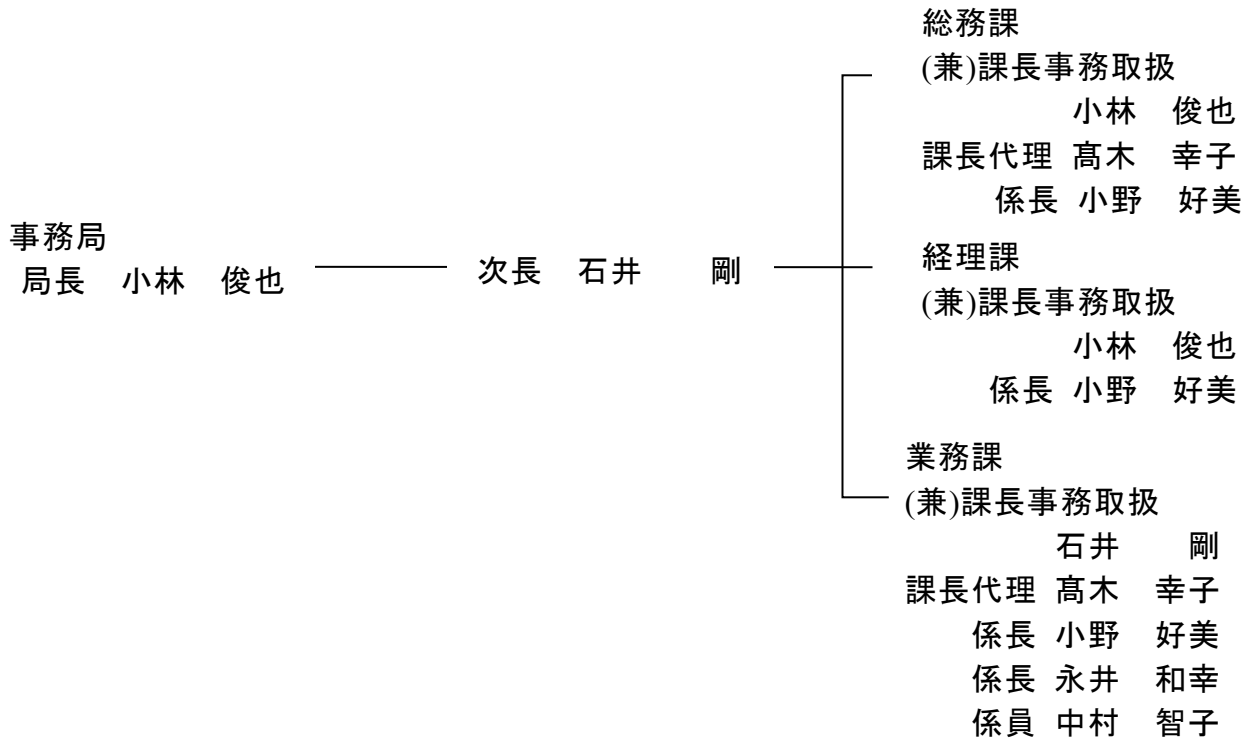 事務局
局長　小林　俊也
次長　石井　　剛
総務課
(兼)課長事務取扱
小林　俊也
課長代理 髙木　幸子
係長 小野　好美
経理課
(兼)課長事務取扱
小林　俊也
係長 小野　好美
業務課
(兼)課長事務取扱
石井　　剛
課長代理 髙木　幸子
係長 小野　好美
係長 永井　和幸
係員 中村　智子